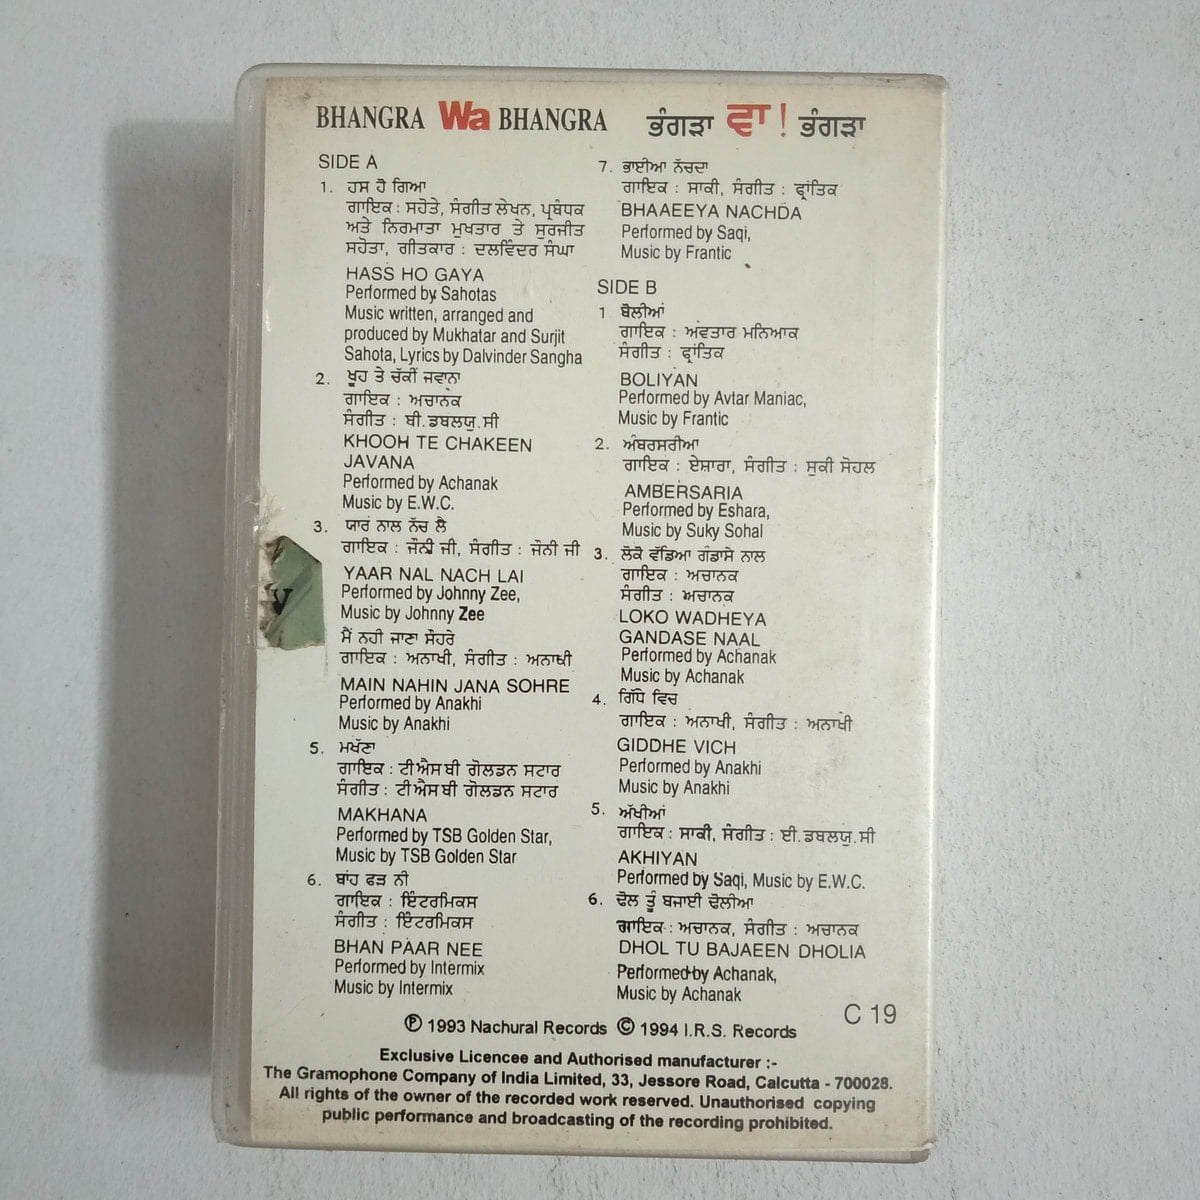 BHANGRA Wa BHANGRA ਭੰਗੜਾ ਵਾ! ਭੰਗੜਾ
SIDE A
1. ਹਸ ਹੋ ਗਿਆ
ਗਾਇਕ : ਸਹੋਤੇ, ਸੰਗੀਤ ਲੇਖਨ, ਪ੍ਰਬੰਧਕ
ਅਤੇ ਨਿਰਮਾਤਾ ਮੁਖਤਾਰ ਤੇ ਸੁਰਜੀਤ
ਸਹੋਤਾ, ਗੀਤਕਾਰ : ਦਲਵਿੰਦਰ ਸੰਘਾ
HASS HO GAYA
Performed by Sahotas
Music written, arranged and
produced by Mukhatar and Surjit
Sahota, Lyrics by Dalvinder Sangha
2. ਖੂਹ ਤੇ ਚੱਕੀਂ ਜਵਾਨਾ
ਗਾਇਕ : ਅਚਾਨਕ
ਸੰਗੀਤ : ਬੀ.ਡਬਲਯੁ.ਸੀ
KHOOH TE CHAKEEN
JAVANA
Performed by Achanak
Music by E.W.C.
3. ਯਾਰ ਨਾਲ ਨੱਚ ਲੈ
ਗਾਇਕ : ਜੌਨੀ ਜੀ, ਸੰਗੀਤ : ਜੌਨੀ ਜੀ
YAAR NAL NACH LAI
Performed by Johnny Zee,
Music by Johnny Zee
V
ਮੈਂ ਨਹੀ ਜਾਣਾ ਸੌਹਰੇ
ਗਾਇਕ : ਅਨਾਖੀ, ਸੰਗੀਤ : ਅਨਾਖੀ
MAIN NAHIN JANA SOHRE
Performed by Anakhi
Music by Anakhi
5. ਮਖੱਣਾ
ਗਾਇਕ : ਟੀਐਸਬੀ ਗੋਲਡਨ ਸਟਾਰ
ਸੰਗੀਤ : ਟੀਐਸਬੀ ਗੋਲਡਨ ਸਟਾਰ
MAKHANA
Performed by TSB Golden Star,
Music by TSB Golden Star
6. ਬਾਂਹ ਫੜ ਨੀ
ਗਾਇਕ : ਇੰਟਰਮਿਕਸ
ਸੰਗੀਤ : ਇੰਟਰਮਿਕਸ
BHAN PAAR NEE
Performed by Intermix
Music by Intermix
7. ਭਾਈਆ ਨੱਚਦਾ
ਗਾਇਕ : ਸਾਕੀ, ਸੰਗੀਤ : ਫ੍ਰਾਂਤਿਕ
BHAAEEYA NACHDA
Performed by Saqi,
Music by Frantic
SIDE B
1 ਬੋਲੀਆਂ
ਗਾਇਕ : ਅਵਤਾਰ ਮਨਿਆਕ
ਸੰਗੀਤ : ਫ੍ਰਾਂਤਿਕ
BOLIYAN
Performed by Avtar Maniac,
Music by Frantic
2. ਅੰਬਰਸਰੀਆ
ਗਾਇਕ : ਏਸ਼ਾਰਾ, ਸੰਗੀਤ : ਸੁਕੀ ਸੋਹਲ
AMBERSARIA
Performed by Eshara,
Music by Suky Sohal
3. ਲੋਕੋ ਵੱਡਿਆ ਗੰਡਾਸੇ ਨਾਲ
ਗਾਇਕ : ਅਚਾਨਕ
ਸੰਗੀਤ : ਅਚਾਨਕ
LOKO WADHEYA
GANDASE NAAL
Performed by Achanak
Music by Achanak
4. ਗਿੱਧੇ ਵਿਚ
ਗਾਇਕ : ਅਨਾਖੀ, ਸੰਗੀਤ : ਅਨਾਖੀ
GIDDHE VICH
Performed by Anakhi
Music by Anakhi
5. ਅੱਖੀਆਂ
ਗਾਇਕ : ਸਾਕੀ, ਸੰਗੀਤ : ਈ.ਡਬਲਯੁ.ਸੀ
AKHIYAN
Performed by Saqi, Music by E.W.C.
6. ਢੋਲ ਤੂੰ ਬਜਾਈ ਢੋਲੀਆ
ਗਾਇਕ : ਅਚਾਨਕ, ਸੰਗੀਤ : ਅਚਾਨਕ
DHOL TU BAJAEEN DHOLIA
Performed by Achanak,
Music by Achanak
C 19
℗ 1993 Nachural Records © 1994 I.R.S. Records
Exclusive Licencee and Authorised manufacturer :-
The Gramophone Company of India Limited, 33, Jessore Road, Calcutta - 700028.
All rights of the owner of the recorded work reserved. Unauthorised copying
public performance and broadcasting of the recording prohibited.